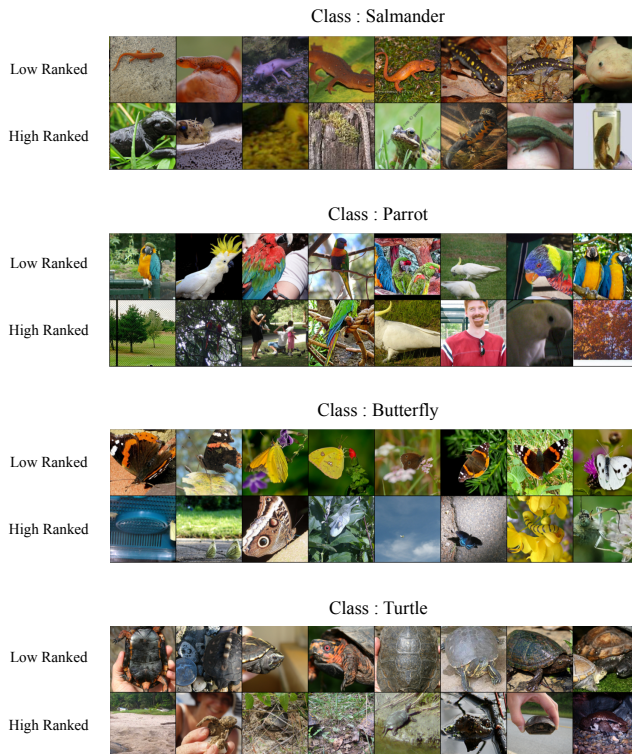 Class : Salmander
Low Ranked
High Ranked
Class : Parrot
Low Ranked
High Ranked
Class : Butterfly
Low Ranked
High Ranked
Class : Turtle
Low Ranked
High Ranked